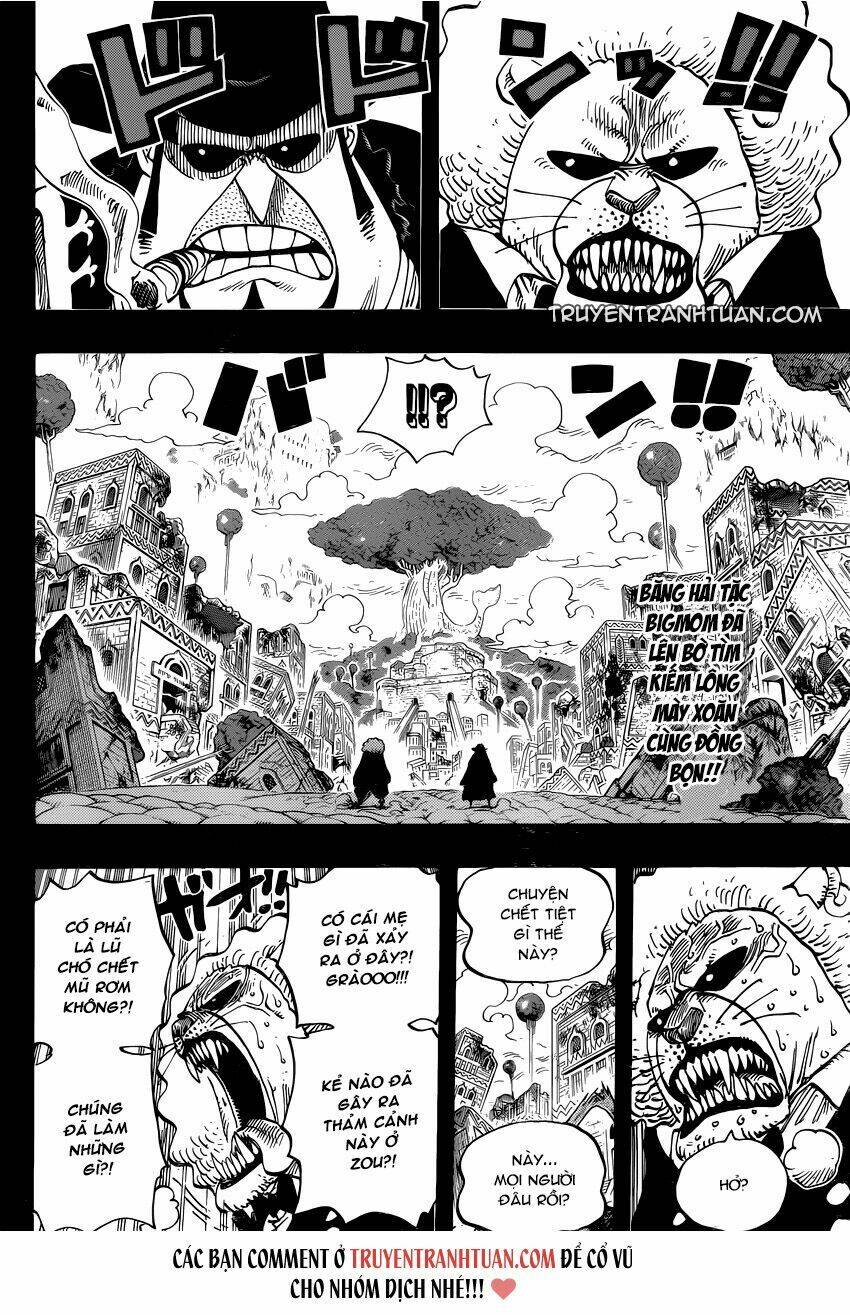 ドドン!!
TRUYENTRANHTUAN.COM
!!?
バーン!!
BĂNG HẢI TẶC
BIGMOM ĐÃ
LÊN BỜ TÌM
KIẾM LÔNG
MÀY XOĂN
CÙNG ĐỒNG
BỌN!!
HỞ?
CHUYỆN
CHẾT TIỆT
GÌ THẾ
NÀY?
NÀY...
MỌI NGƯỜI
ĐÂU RỒI?
ガオ!!
CÓ CÁI MẸ
GÌ ĐÃ XẢY
RA Ở ĐÂY?!
GRÀOOO!!!
KẺ NÀO ĐÃ
GÂY RA
THẢM CẢNH
NÀY Ở
ZOU?!
CÓ PHẢI
LÀ LŨ
CHÓ CHẾT
MŨ RƠM
KHÔNG?!
CHÚNG
ĐÃ LÀM
NHỮNG
GÌ?!
CÁC BẠN COMMENT Ở TRUYENTRANHTUAN.COM ĐỂ CỔ VŨ
CHO NHÓM DỊCH NHÉ!!! ❤